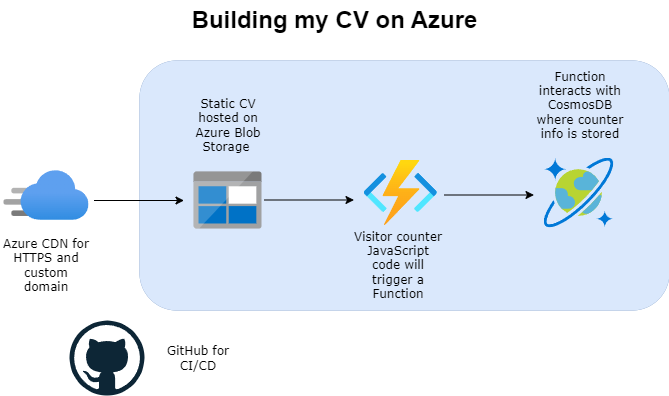 Building my CV on Azure
Static CV
hosted on
Azure Blob
Storage
Function
interacts with
CosmosDB
where counter
info is stored
Azure CDN for
HTTPS and
custom
domain
Visitor counter
JavaScript
code will
trigger a
Function
GitHub for
CI/CD